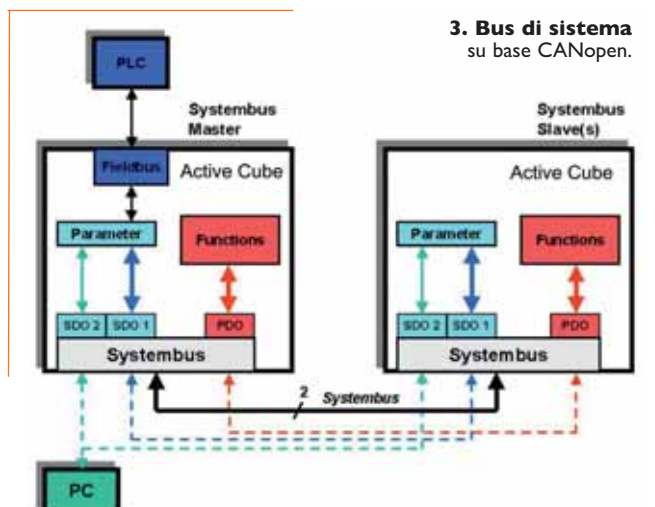 3. Bus di sistema
su base CANopen.
PLC
Systembus
Master
Systembus
Slave(s)
Fieldbus
Active Cube
Active Cube
Parameter
Functions
Parameter
Functions
SDO 2
SDO 1
PDO
SDO 2
SDO 1
PDO
Systembus
Systembus
2
Systembus
PC